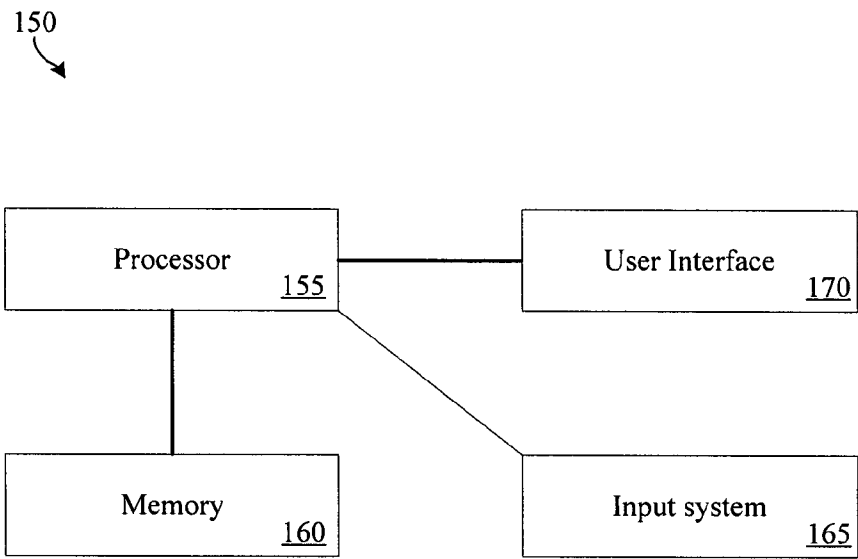 150
Processor
155
User Interface
170
Memory
160
Input system
165